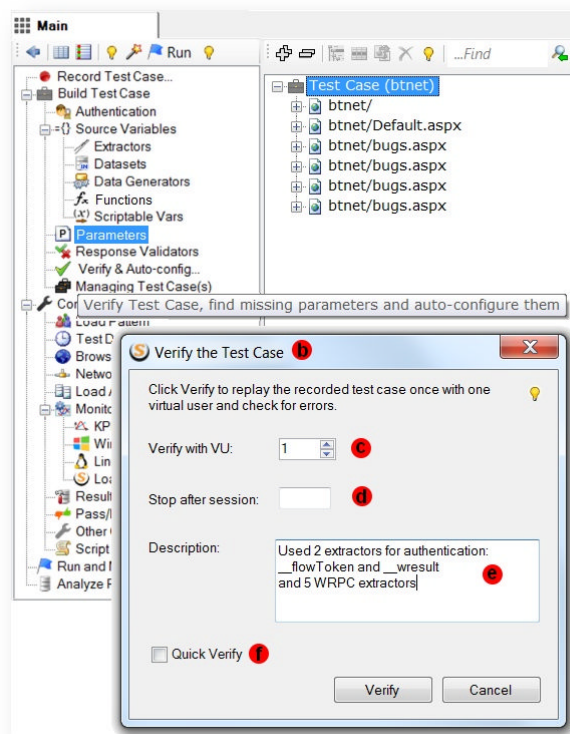 Main
Run
...Find
Record Test Case...
Build Test Case
Authentication
Source Variables
Extractors
Datasets
Data Generators
fx Functions
(x) Scriptable Vars
P Parameters
Response Validators
Verify & Auto-config...
Managing Test Case(s)
Test Case (btnet)
btnet/
btnet/Default.aspx
btnet/bugs.aspx
btnet/bugs.aspx
btnet/bugs.aspx
btnet/bugs.aspx
Verify Test Case, find missing parameters and auto-configure them
Load Pattern
Test D
Brows
Netwo
Load A
Monito
KP
Wi
Lin
Loa
Result
Pass/
Other
Script
Run and
Analyze
Verify the Test Case b
X
Click Verify to replay the recorded test case once with one
virtual user and check for errors.
Verify with VU: 1 c
Stop after session: d
Description:
Used 2 extractors for authentication:
__flowToken and __wresult
and 5 WRPC extractors e
Quick Verify f
Verify Cancel